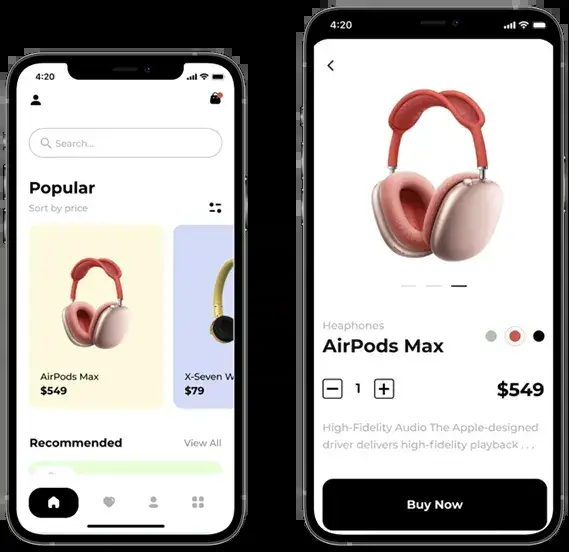 4:20
Search...
Popular
Sort by price
AirPods Max
$549
X-Seven W
$79
Recommended
View All
4:20
Heaphones
AirPods Max
1
$549
High-Fidelity Audio The Apple-designed
driver delivers high-fidelity playback . . .
Buy Now